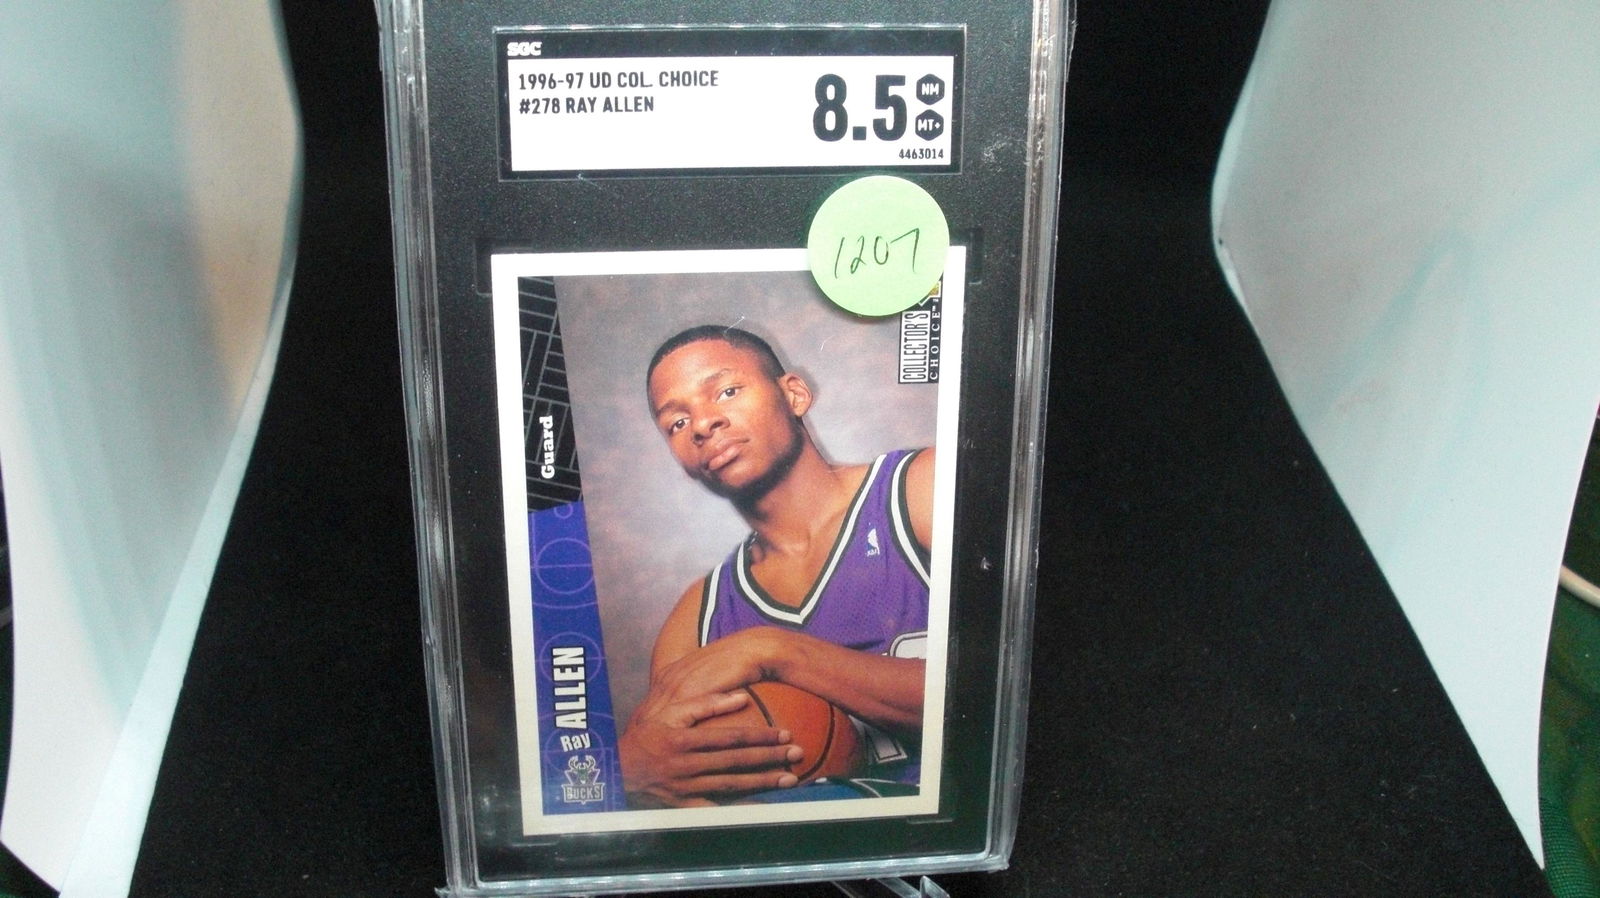 SGC
1996-97 UD COL. CHOICE
#278 RAY ALLEN
8.5
NM
MT+
4463014
1207
COLLECTOR'S
CHOICE™
Guard
Ray ALLEN
BUCKS